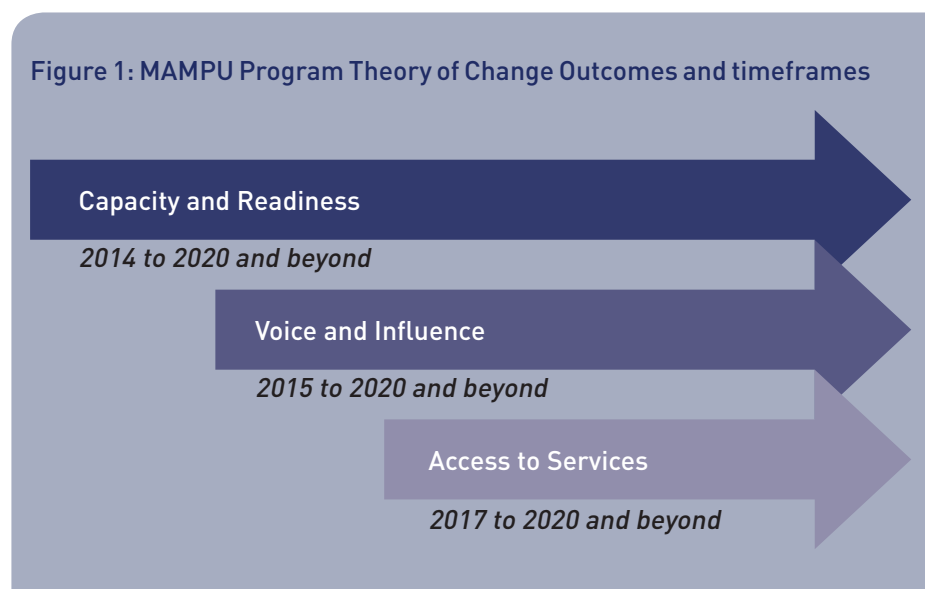 Figure 1: MAMPU Program Theory of Change Outcomes and timeframes
Capacity and Readiness
2014 to 2020 and beyond
Voice and Influence
2015 to 2020 and beyond
Access to Services
2017 to 2020 and beyond